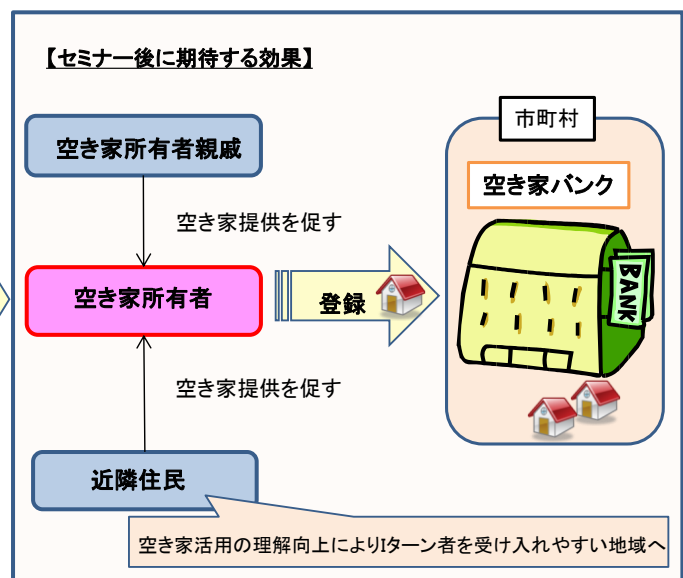 【セミナー後に期待する効果】
市町村
空き家所有者親戚
空き家バンク
空き家提供を促す
BANK
空き家所有者
登録
空き家提供を促す
近隣住民
空き家活用の理解向上によりIターン者を受け入れやすい地域へ